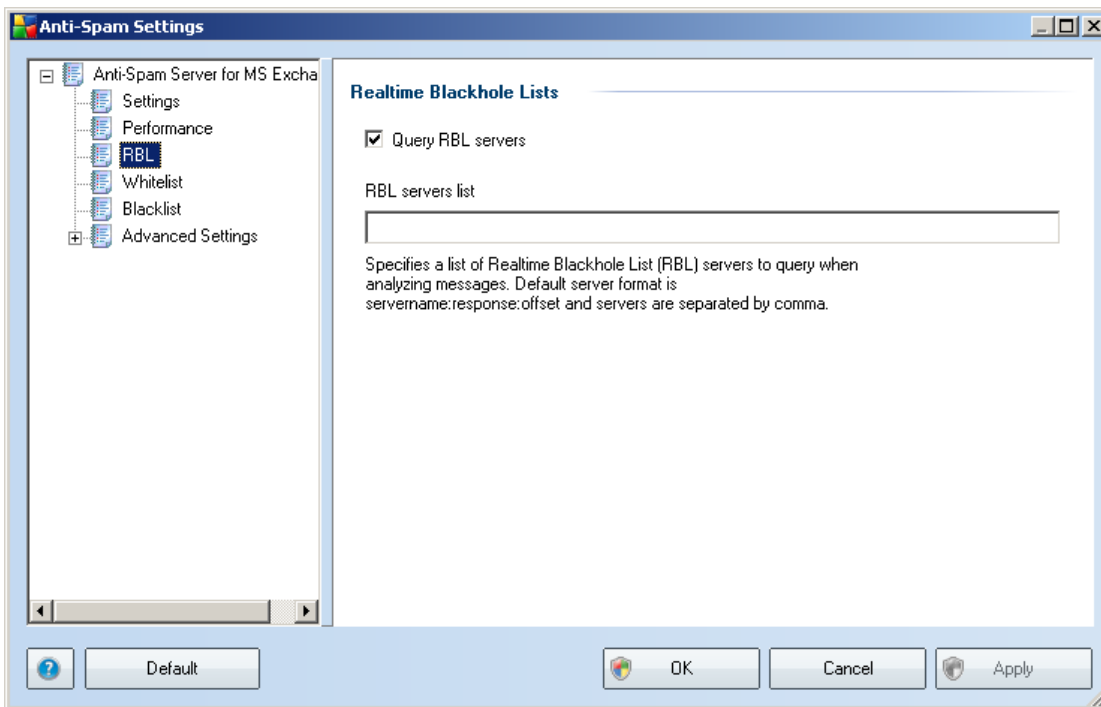 Anti-Spam Settings
Anti-Spam Server for MS Excha
Settings
Performance
RBL
Whitelist
Blacklist
Advanced Settings
Realtime Blackhole Lists
Query RBL servers
RBL servers list
Specifies a list of Realtime Blackhole List (RBL) servers to query when
analyzing messages. Default server format is
servername:response:offset and servers are separated by comma.
Default
OK
Cancel
Apply